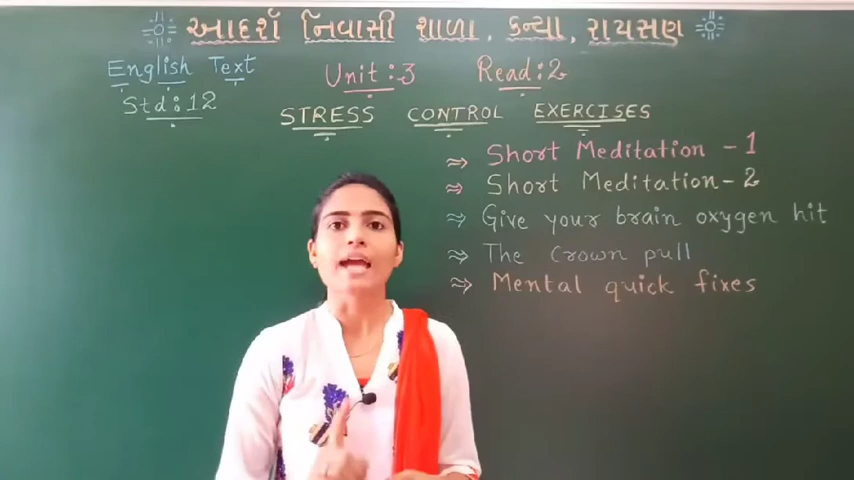 આદર્શ નિવાસી શાળા, કન્યા, રાયસણ
English Text Unit:3 Read:2
Std:12
STRESS CONTROL EXERCISES
⇒ Short Meditation - 1
⇒ Short Meditation - 2
⇒ Give your brain oxygen hit
⇒ The Crown pull
⇒ Mental quick fixes